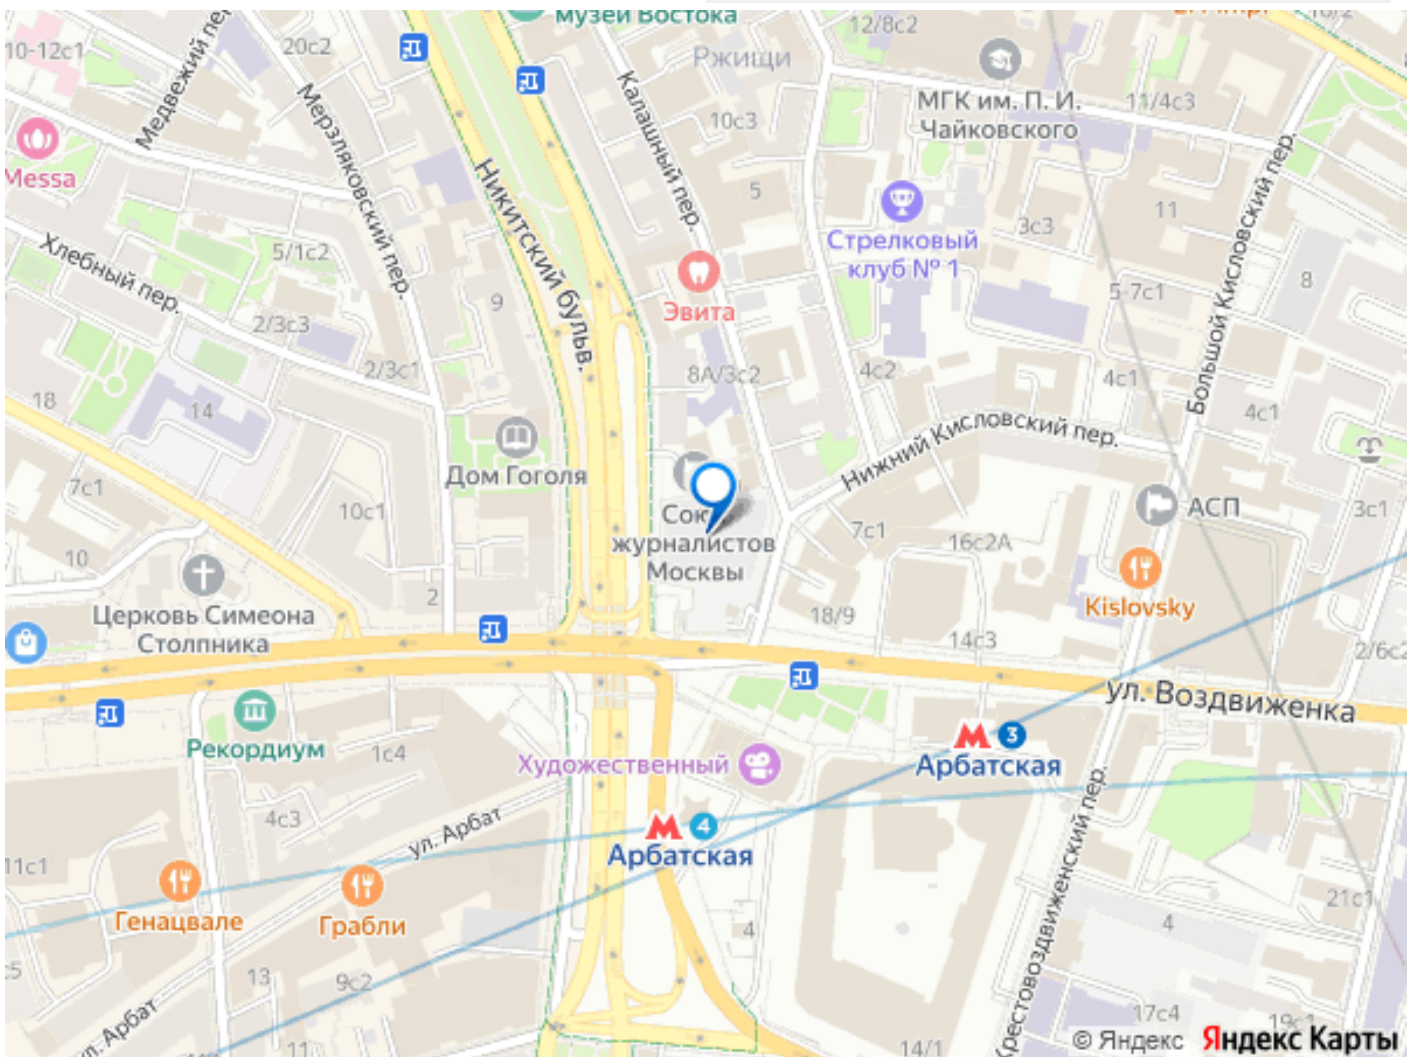 музей Востока
12/8с2
10-12с1
20с2
Ржищи
Медвежий пер.
Мерзляковский пер.
Калашный пер.
МГК им. П. И.
Чайковского
11/4с3
10с3
Messa
Никитский бульв.
5
11
3с3
Стрелковый
клуб № 1
Большой Кисловский пер.
Хлебный пер.
5/1с2
9
Эвита
5-7с1
8
2/3с3
2/3с1
8А/3с2
4с2
4с1
4с1
18
14
Нижний Кисловский пер.
Дом Гоголя
7с1
10с1
Союз
журналистов
Москвы
7с1
16с2А
АСП
3с1
10
2
Церковь Симеона
Столпника
18/9
Kislovsky
14с3
2/6с2
ул. Воздвиженка
Рекордиум
1с4
Художественный
3
Арбатская
4
Арбатская
4с3
ул. Арбат
11с1
Генацвале
Грабли
Крестовоздвиженский пер.
21с1
4
4
с5
13
9с2
ул. Арбат
11
14/1
17с4
19с1
© Яндекс Яндекс Карты